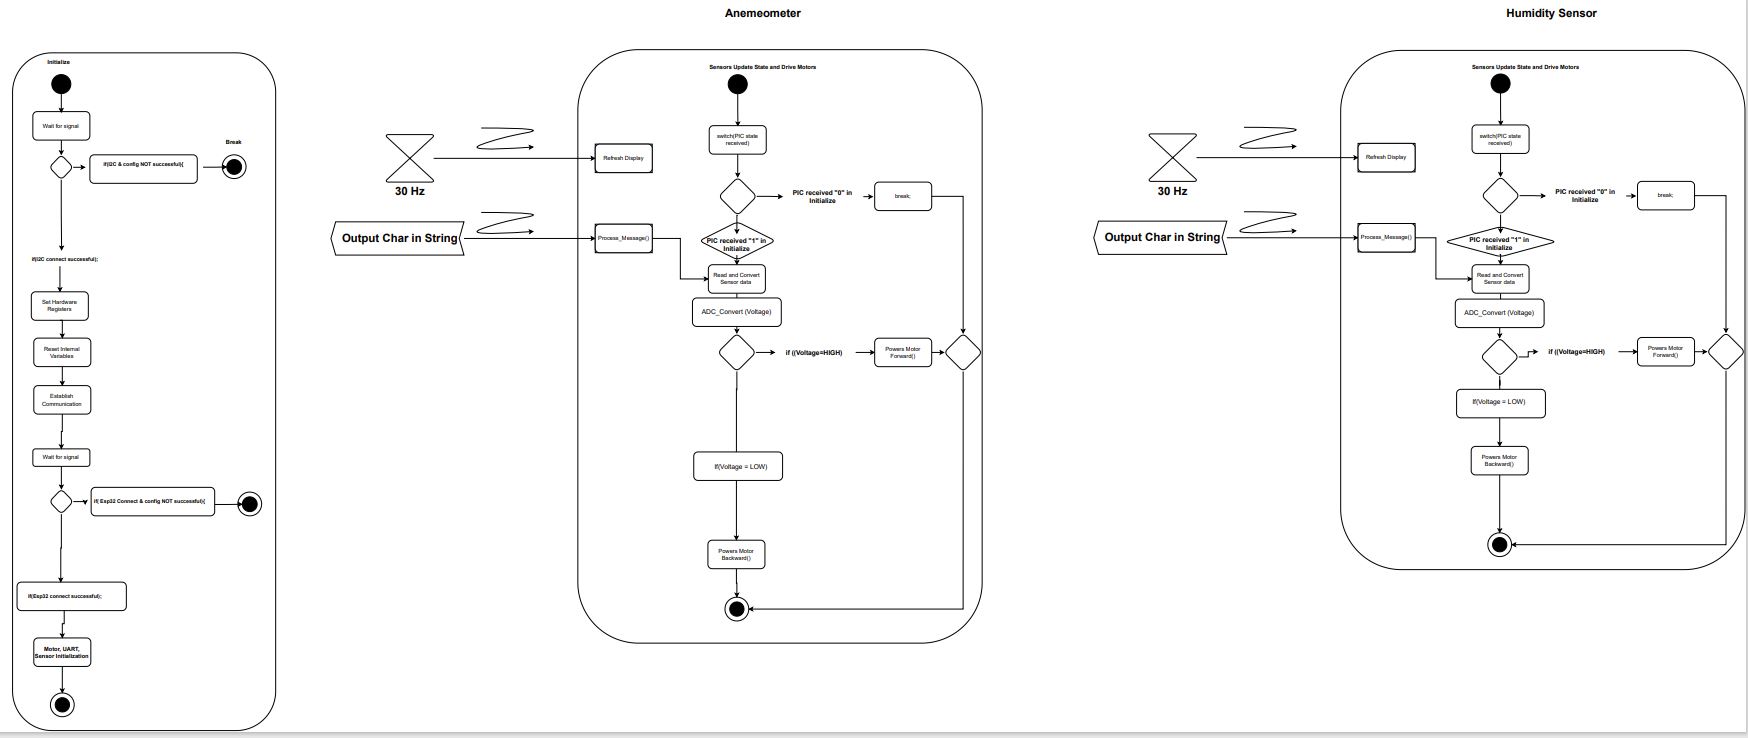 Initialize
Wait for signal
if(I2C & config NOT successful){
Break
if(I2C connect successful);
Set Hardware
Registers
Reset Internal
Variables
Establish
Communication
Wait for signal
if( Esp32 Connect & config NOT successful){
if(Esp32 connect successful);
Motor, UART,
Sensor Initialization
Anemeometer
Sensors Update State and Drive Motors
30 Hz
Refresh Display
Output Char in String
Process_Message()
switch(PIC state
received)
PIC received "0" in
Initialize
break;
PIC received "1" in
Initialize
Read and Convert
Sensor data
ADC_Convert (Voltage)
if ((Voltage=HIGH)
Powers Motor
Forward()
If(Voltage = LOW)
Powers Motor
Backward()
Humidity Sensor
Sensors Update State and Drive Motors
30 Hz
Refresh Display
Output Char in String
Process_Message()
switch(PIC state
received)
PIC received "0" in
Initialize
break;
PIC received "1" in
Initialize
Read and Convert
Sensor data
ADC_Convert (Voltage)
if ((Voltage=HIGH)
Powers Motor
Forward()
If(Voltage = LOW)
Powers Motor
Backward()